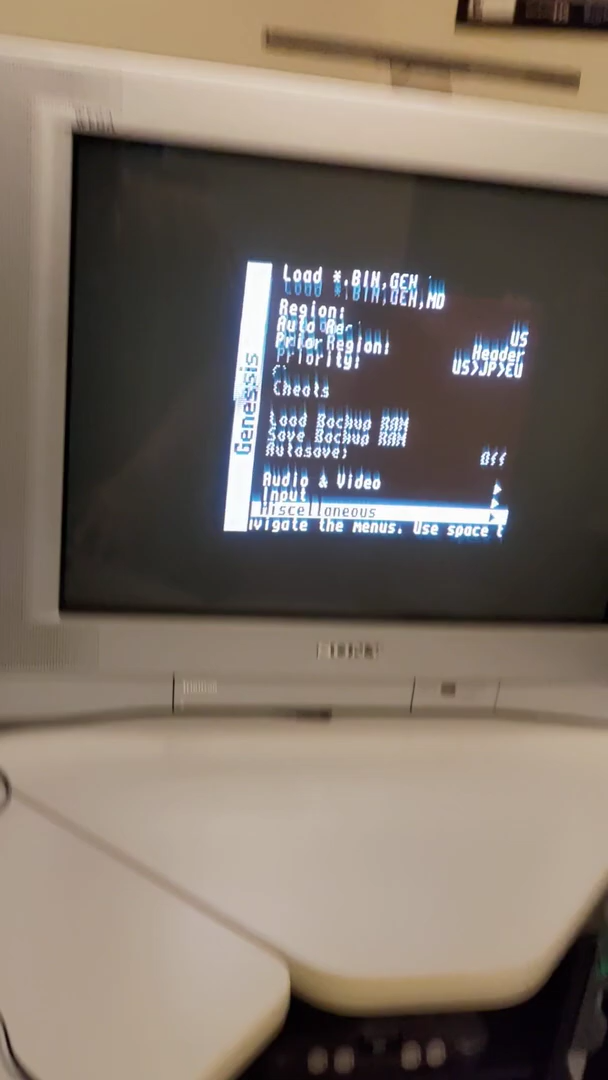 Genesis
Load *.BIN,GEN,MD
Region: US
Auto Region: Header
Priority: US>JP>EU
Cheats
Load Backup RAM
Save Backup RAM
Autosave: Off
Audio & Video
Input
Miscellaneous
vigate the menus. Use space t